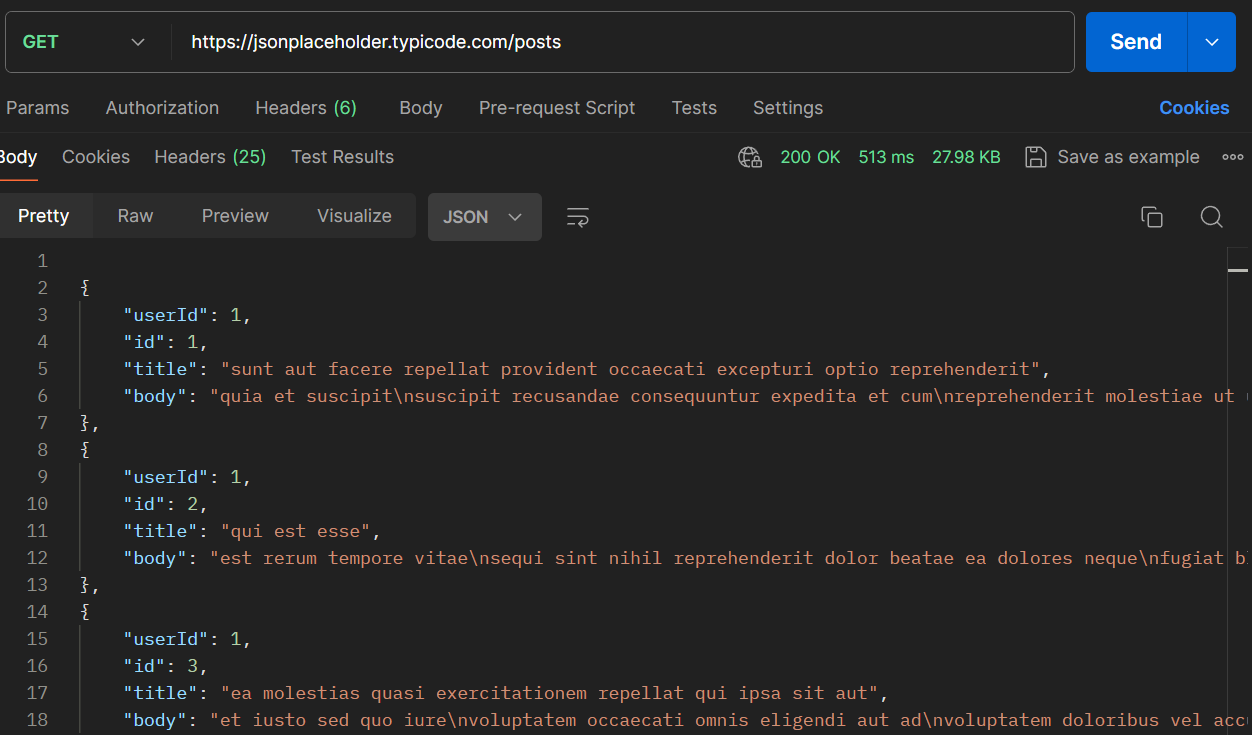 GET https://jsonplaceholder.typicode.com/posts Send
Params Authorization Headers (6) Body Pre-request Script Tests Settings Cookies
Body Cookies Headers (25) Test Results 200 OK 513 ms 27.98 KB Save as example
Pretty Raw Preview Visualize JSON
1
2 {
3 "userId": 1,
4 "id": 1,
5 "title": "sunt aut facere repellat provident occaecati excepturi optio reprehenderit",
6 "body": "quia et suscipit\nsuscipit recusandae consequuntur expedita et cum\nreprehenderit molestiae ut
7 },
8 {
9 "userId": 1,
10 "id": 2,
11 "title": "qui est esse",
12 "body": "est rerum tempore vitae\nsequi sint nihil reprehenderit dolor beatae ea dolores neque\nfugiat b
13 },
14 {
15 "userId": 1,
16 "id": 3,
17 "title": "ea molestias quasi exercitationem repellat qui ipsa sit aut",
18 "body": "et iusto sed quo iure\nvoluptatem occaecati omnis eligendi aut ad\nvoluptatem doloribus vel acc